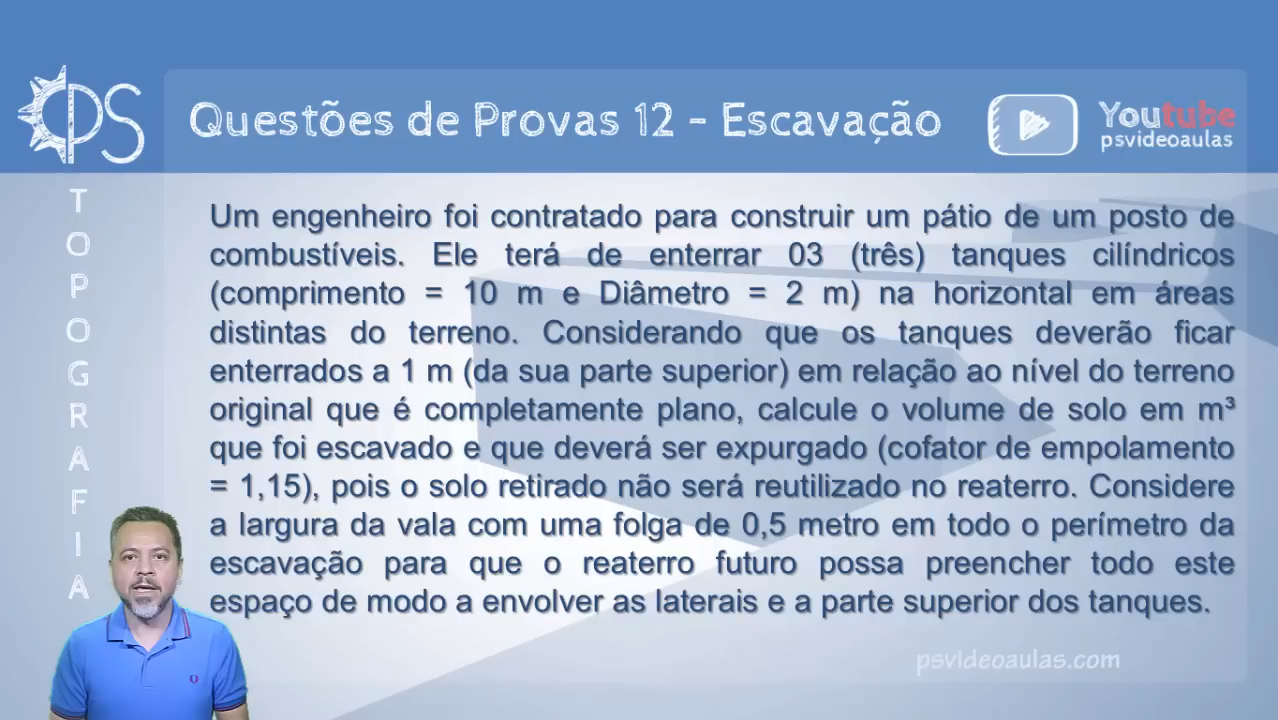 PS
Questões de Provas 12 - Escavação
Youtube
psvideoaulas
TOPOGRAFIA
Um engenheiro foi contratado para construir um pátio de um posto de
combustíveis. Ele terá de enterrar 03 (três) tanques cilíndricos
(comprimento = 10 m e Diâmetro = 2 m) na horizontal em áreas
distintas do terreno. Considerando que os tanques deverão ficar
enterrados a 1 m (da sua parte superior) em relação ao nível do terreno
original que é completamente plano, calcule o volume de solo em m³
que foi escavado e que deverá ser expurgado (cofator de empolamento
= 1,15), pois o solo retirado não será reutilizado no reaterro. Considere
a largura da vala com uma folga de 0,5 metro em todo o perímetro da
escavação para que o reaterro futuro possa preencher todo este
espaço de modo a envolver as laterais e a parte superior dos tanques.
psvideoaulas.com